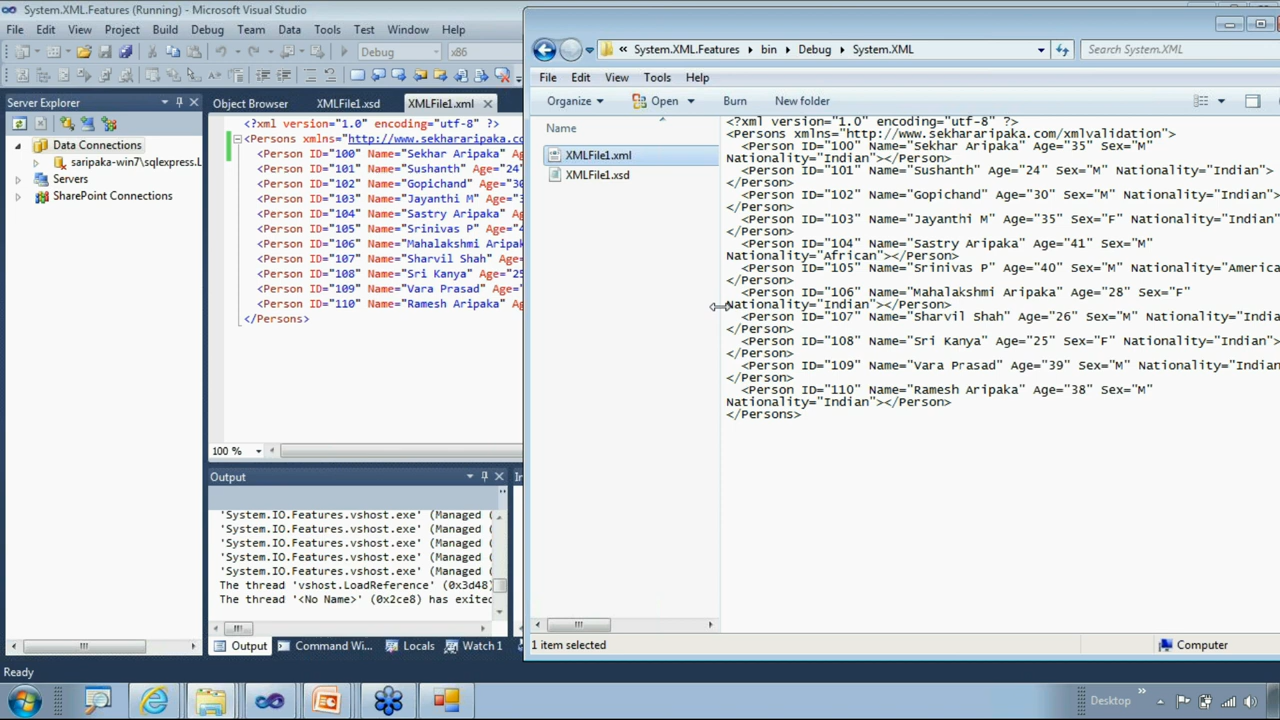 System.XML.Features (Running) - Microsoft Visual Studio
File Edit View Project Build Debug Team Data Tools Test Window Help
Debug x86
Server Explorer
Data Connections
saripaka-win7\sqlexpress.L
Servers
SharePoint Connections
Object Browser XMLFile1.xsd XMLFile1.xml
<?xml version="1.0" encoding="utf-8" ?>
<Persons xmlns="http://www.sekhararipaka.co
<Person ID="100" Name="Sekhar Aripaka" Ag
<Person ID="101" Name="Sushanth" Age="24"
<Person ID="102" Name="Gopichand" Age="30
<Person ID="103" Name="Jayanthi M" Age="3
<Person ID="104" Name="Sastry Aripaka" Ag
<Person ID="105" Name="Srinivas P" Age="4
<Person ID="106" Name="Mahalakshmi Aripak
<Person ID="107" Name="Sharvil Shah" Age=
<Person ID="108" Name="Sri Kanya" Age="25
<Person ID="109" Name="Vara Prasad" Age="
<Person ID="110" Name="Ramesh Aripaka" Ag
</Persons>
100 %
Output
'System.IO.Features.vshost.exe' (Managed (
'System.IO.Features.vshost.exe' (Managed (
'System.IO.Features.vshost.exe' (Managed (
'System.IO.Features.vshost.exe' (Managed (
'System.IO.Features.vshost.exe' (Managed (
The thread 'vshost.LoadReference' (0x3d48)
The thread '<No Name>' (0x2ce8) has exited
Output Command Wi... Locals Watch 1
Ready
« System.XML.Features bin Debug System.XML
Search System.XML
File Edit View Tools Help
Organize Open Burn New folder
Name
XMLFile1.xml
XMLFile1.xsd
<?xml version="1.0" encoding="utf-8" ?>
<Persons xmlns="http://www.sekhararipaka.com/xmlvalidation">
<Person ID="100" Name="Sekhar Aripaka" Age="35" Sex="M"
Nationality="Indian"></Person>
<Person ID="101" Name="Sushanth" Age="24" Sex="M" Nationality="Indian">
</Person>
<Person ID="102" Name="Gopichand" Age="30" Sex="M" Nationality="Indian">
</Person>
<Person ID="103" Name="Jayanthi M" Age="35" Sex="F" Nationality="Indian"
</Person>
<Person ID="104" Name="Sastry Aripaka" Age="41" Sex="M"
Nationality="African"></Person>
<Person ID="105" Name="Srinivas P" Age="40" Sex="M" Nationality="America
</Person>
<Person ID="106" Name="Mahalakshmi Aripaka" Age="28" Sex="F"
Nationality="Indian"></Person>
<Person ID="107" Name="Sharvil Shah" Age="26" Sex="M" Nationality="India
</Person>
<Person ID="108" Name="Sri Kanya" Age="25" Sex="F" Nationality="Indian">
</Person>
<Person ID="109" Name="Vara Prasad" Age="39" Sex="M" Nationality="Indian
</Person>
<Person ID="110" Name="Ramesh Aripaka" Age="38" Sex="M"
Nationality="Indian"></Person>
</Persons>
1 item selected
Computer
Desktop